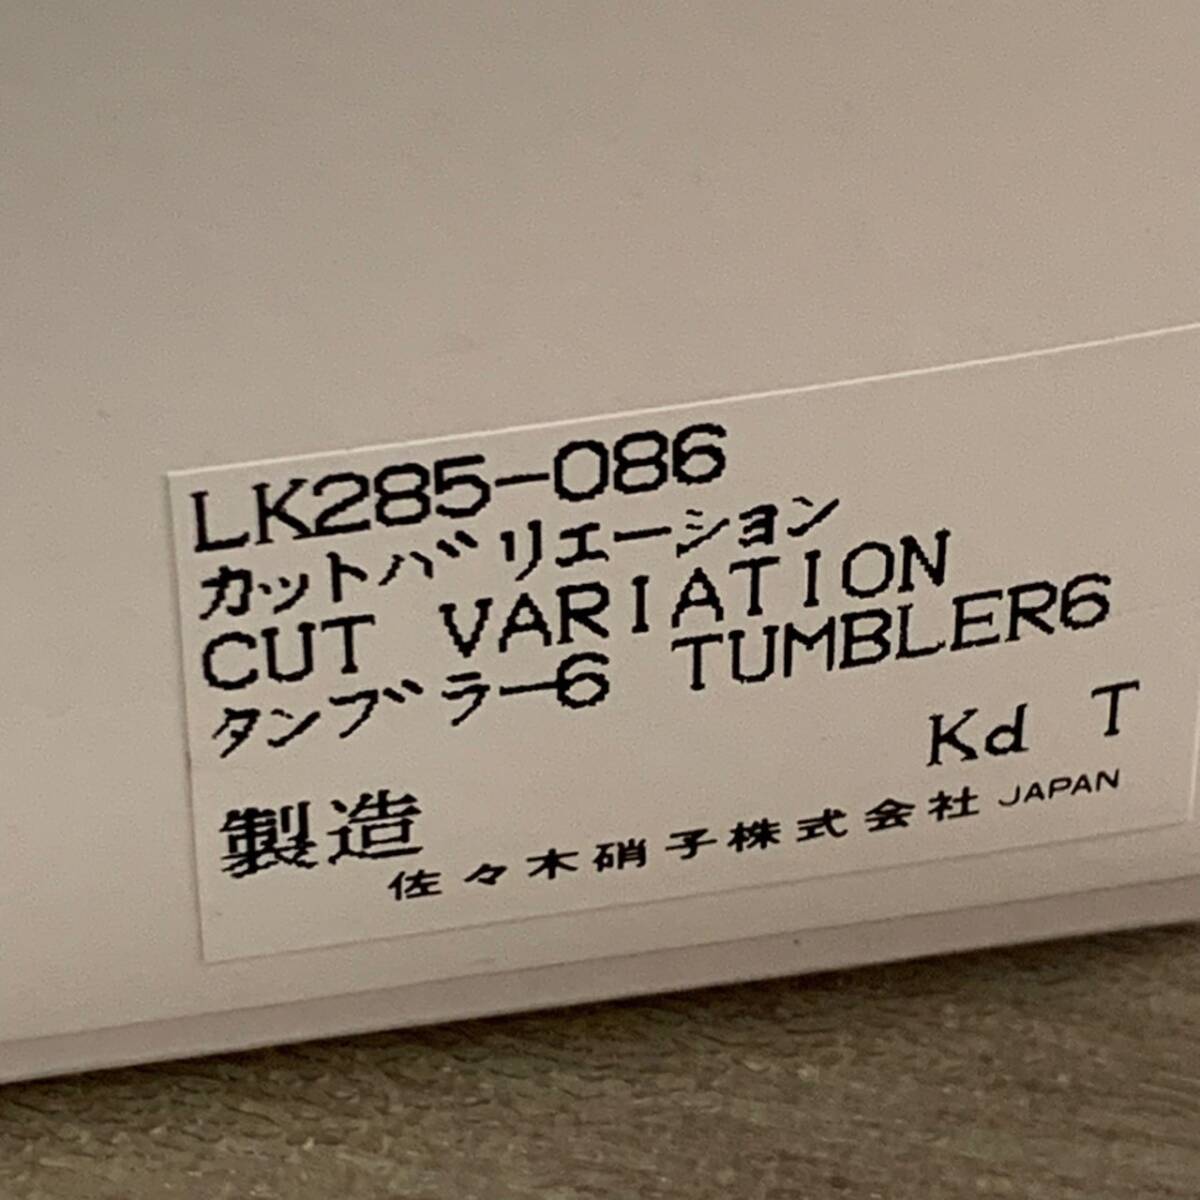 LK285-086
カットバリエーション
CUT VARIATION
タンブラー6 TUMBLER6
Kd T
製造
佐々木硝子株式会社 JAPAN